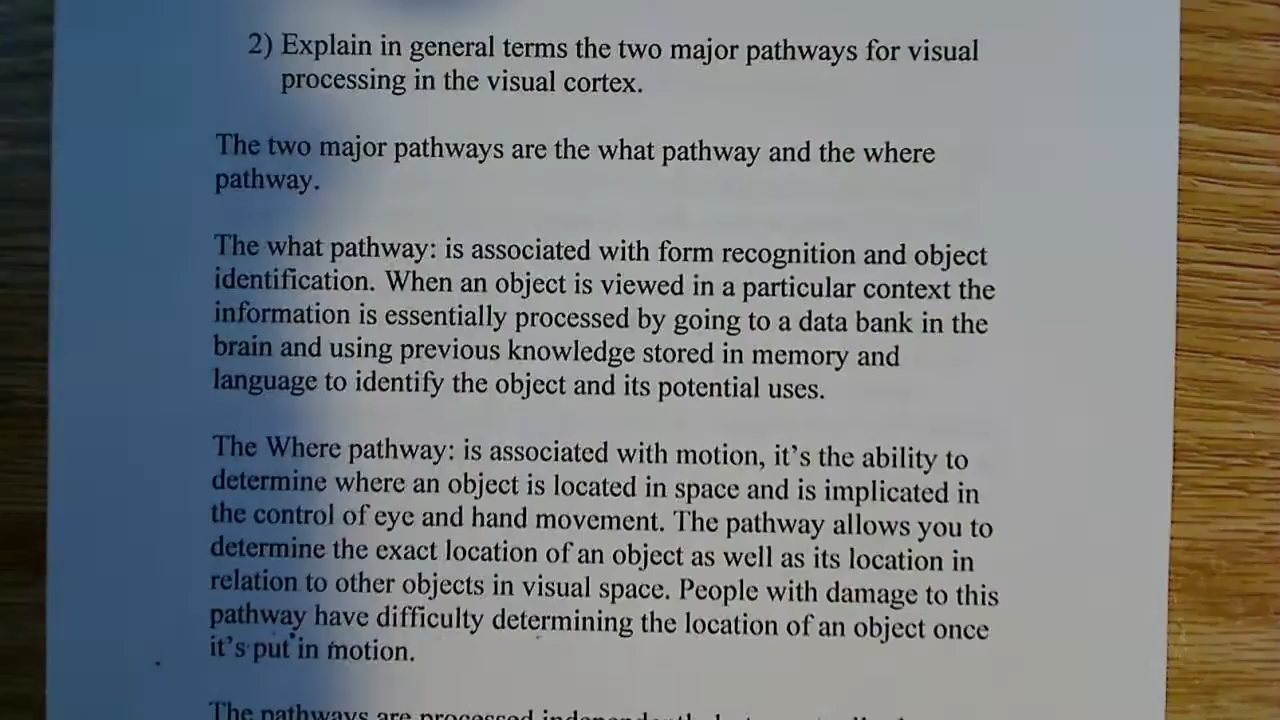 2) Explain in general terms the two major pathways for visual
processing in the visual cortex.
The two major pathways are the what pathway and the where
pathway.
The what pathway: is associated with form recognition and object
identification. When an object is viewed in a particular context the
information is essentially processed by going to a data bank in the
brain and using previous knowledge stored in memory and
language to identify the object and its potential uses.
The Where pathway: is associated with motion, it's the ability to
determine where an object is located in space and is implicated in
the control of eye and hand movement. The pathway allows you to
determine the exact location of an object as well as its location in
relation to other objects in visual space. People with damage to this
pathway have difficulty determining the location of an object once
it's put in motion.
The pathways are processed